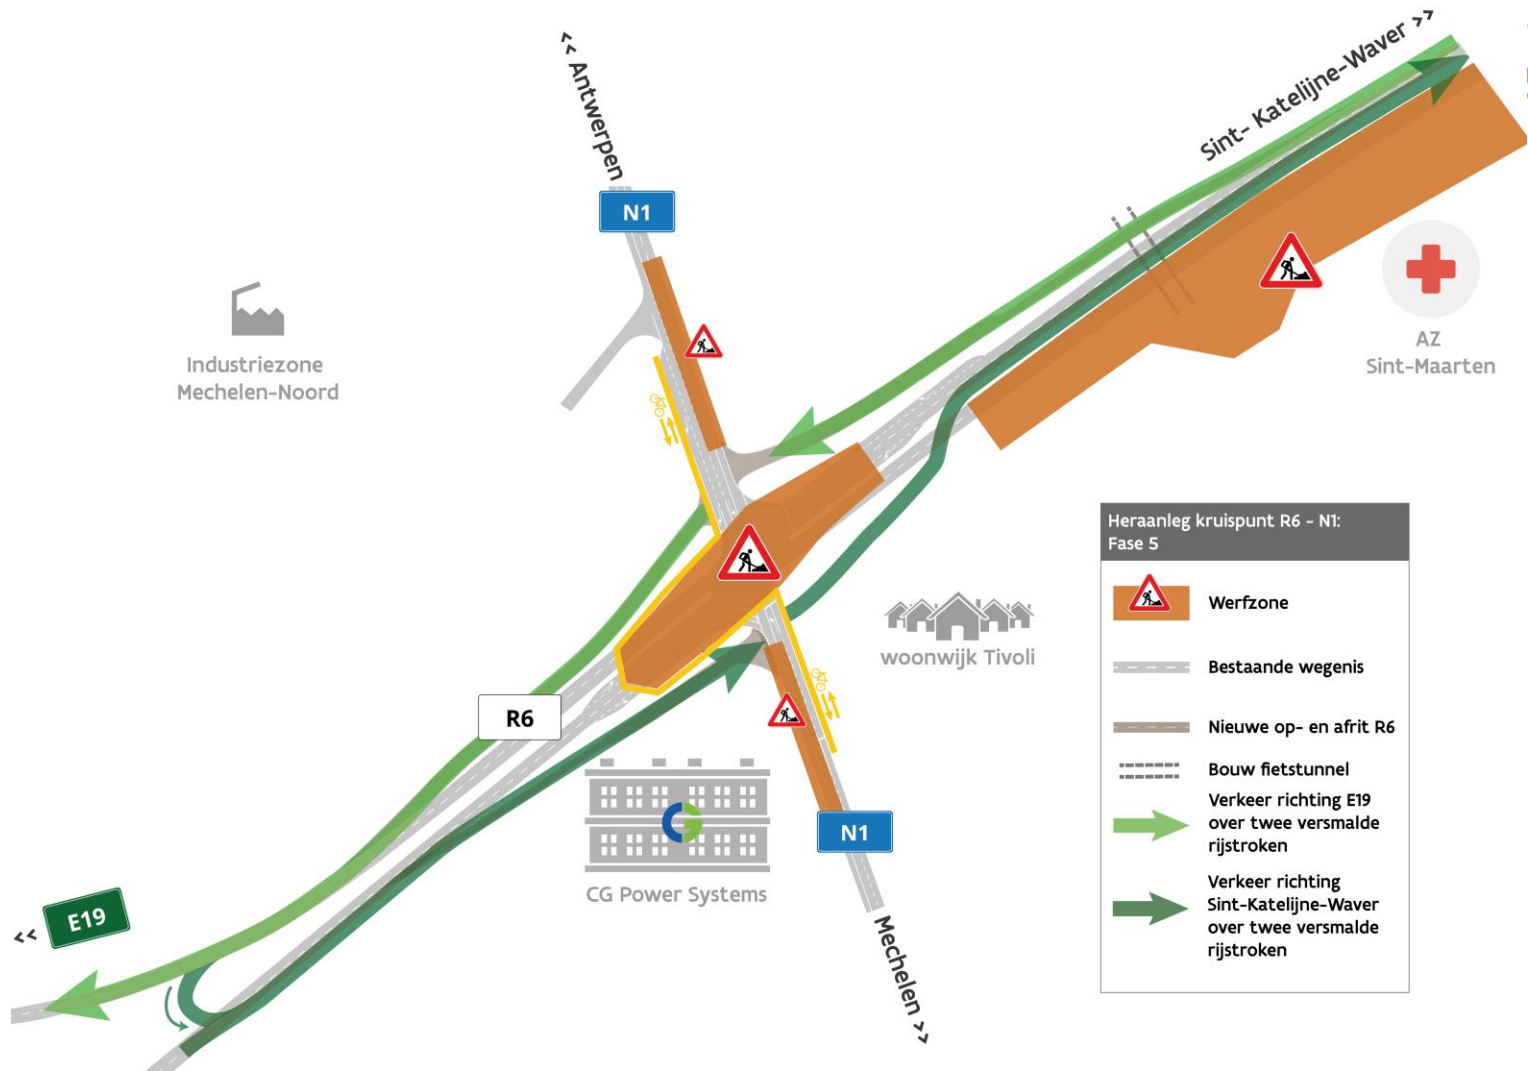 << Antwerpen
Sint- Katelijne-Waver >>
N1
Industriezone
Mechelen-Noord
AZ
Sint-Maarten
woonwijk Tivoli
R6
CG Power Systems
N1
E19
<<
Mechelen >>
Heraanleg kruispunt R6 - N1:
Fase 5
Werfzone
Bestaande wegenis
Nieuwe op- en afrit R6
Bouw fietstunnel
Verkeer richting E19
over twee versmalde
rijstroken
Verkeer richting
Sint-Katelijne-Waver
over twee versmalde
rijstroken